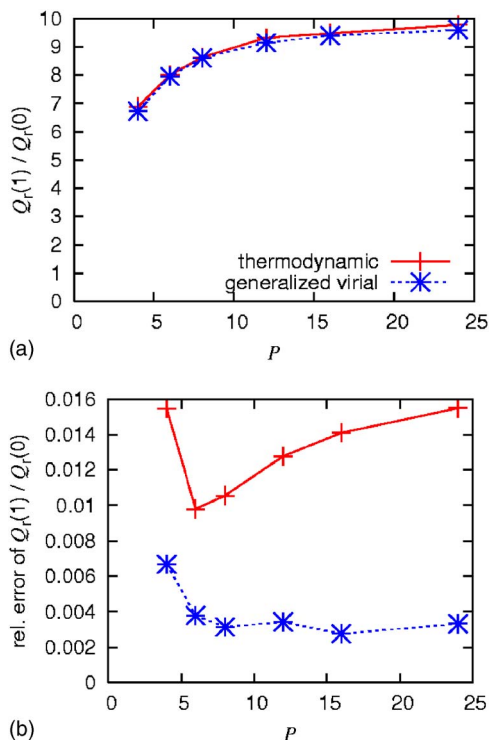 10
9
8
7
6
5
4
3
2
1
0
Qr(1) / Qr(0)
thermodynamic
generalized virial
0 5 10 15 20 25
(a)
P
0.016
0.014
0.012
0.01
0.008
0.006
0.004
0.002
0
rel. error of Qr(1) / Qr(0)
0 5 10 15 20 25
(b)
P